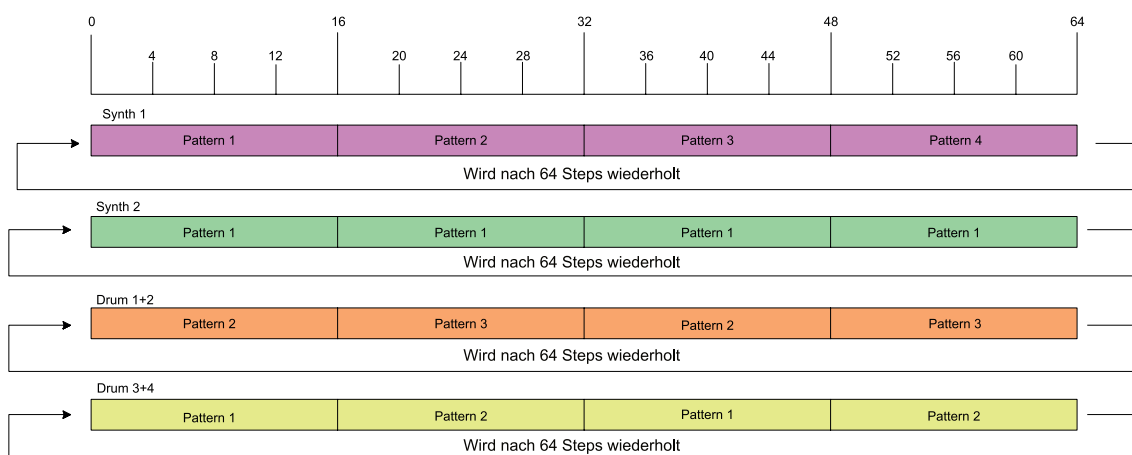 0 16 32 48 64
4 8 12 20 24 28 36 40 44 52 56 60
Synth 1
Pattern 1 Pattern 2 Pattern 3 Pattern 4
Wird nach 64 Steps wiederholt
Synth 2
Pattern 1 Pattern 1 Pattern 1 Pattern 1
Wird nach 64 Steps wiederholt
Drum 1+2
Pattern 2 Pattern 3 Pattern 2 Pattern 3
Wird nach 64 Steps wiederholt
Drum 3+4
Pattern 1 Pattern 2 Pattern 1 Pattern 2
Wird nach 64 Steps wiederholt